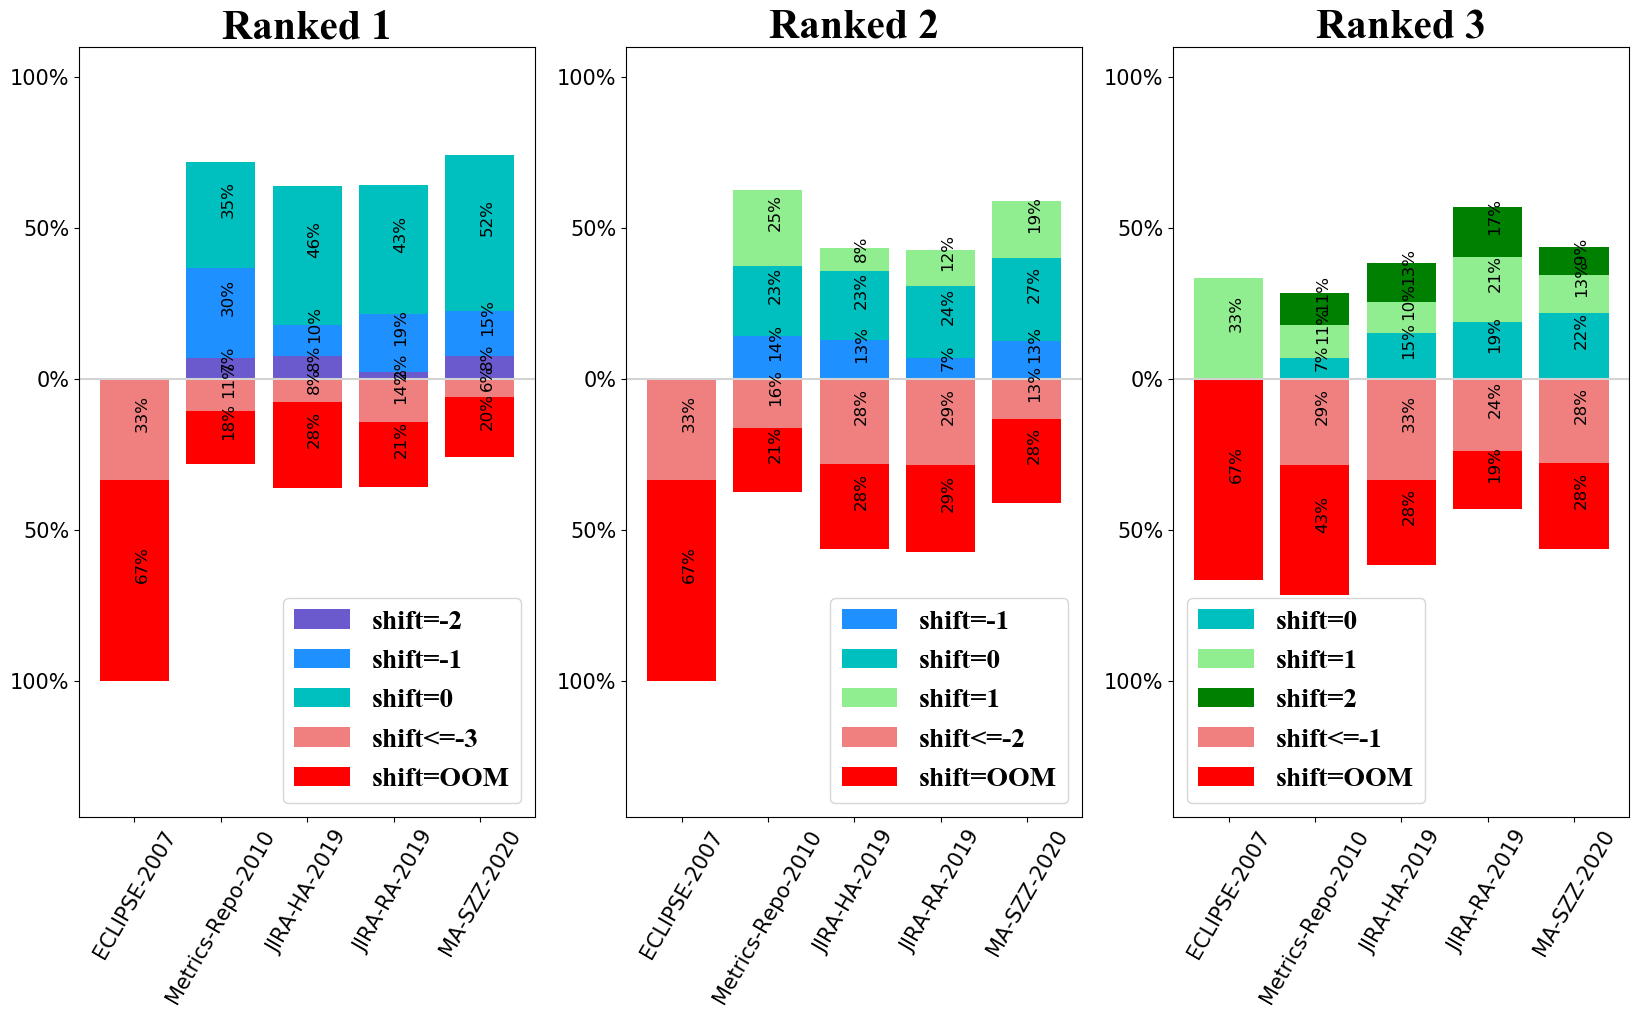 Ranked 1
100%
50%
0%
50%
100%
33%
67%
35%
30%
7%
11%
18%
46%
10%
8%
8%
28%
43%
19%
2%
14%
21%
52%
15%
8%
6%
20%
shift=-2
shift=-1
shift=0
shift<=-3
shift=OOM
ECLIPSE-2007
Metrics-Repo-2010
JIRA-HA-2019
JIRA-RA-2019
MA-SZZ-2020
Ranked 2
100%
50%
0%
50%
100%
33%
67%
25%
23%
14%
16%
21%
8%
23%
13%
28%
28%
12%
24%
7%
29%
29%
19%
27%
13%
13%
28%
shift=-1
shift=0
shift=1
shift<=-2
shift=OOM
ECLIPSE-2007
Metrics-Repo-2010
JIRA-HA-2019
JIRA-RA-2019
MA-SZZ-2020
Ranked 3
100%
50%
0%
50%
100%
33%
67%
11%
11%
7%
29%
43%
13%
10%
15%
33%
28%
17%
21%
19%
24%
19%
9%
13%
22%
28%
28%
shift=0
shift=1
shift=2
shift<=-1
shift=OOM
ECLIPSE-2007
Metrics-Repo-2010
JIRA-HA-2019
JIRA-RA-2019
MA-SZZ-2020